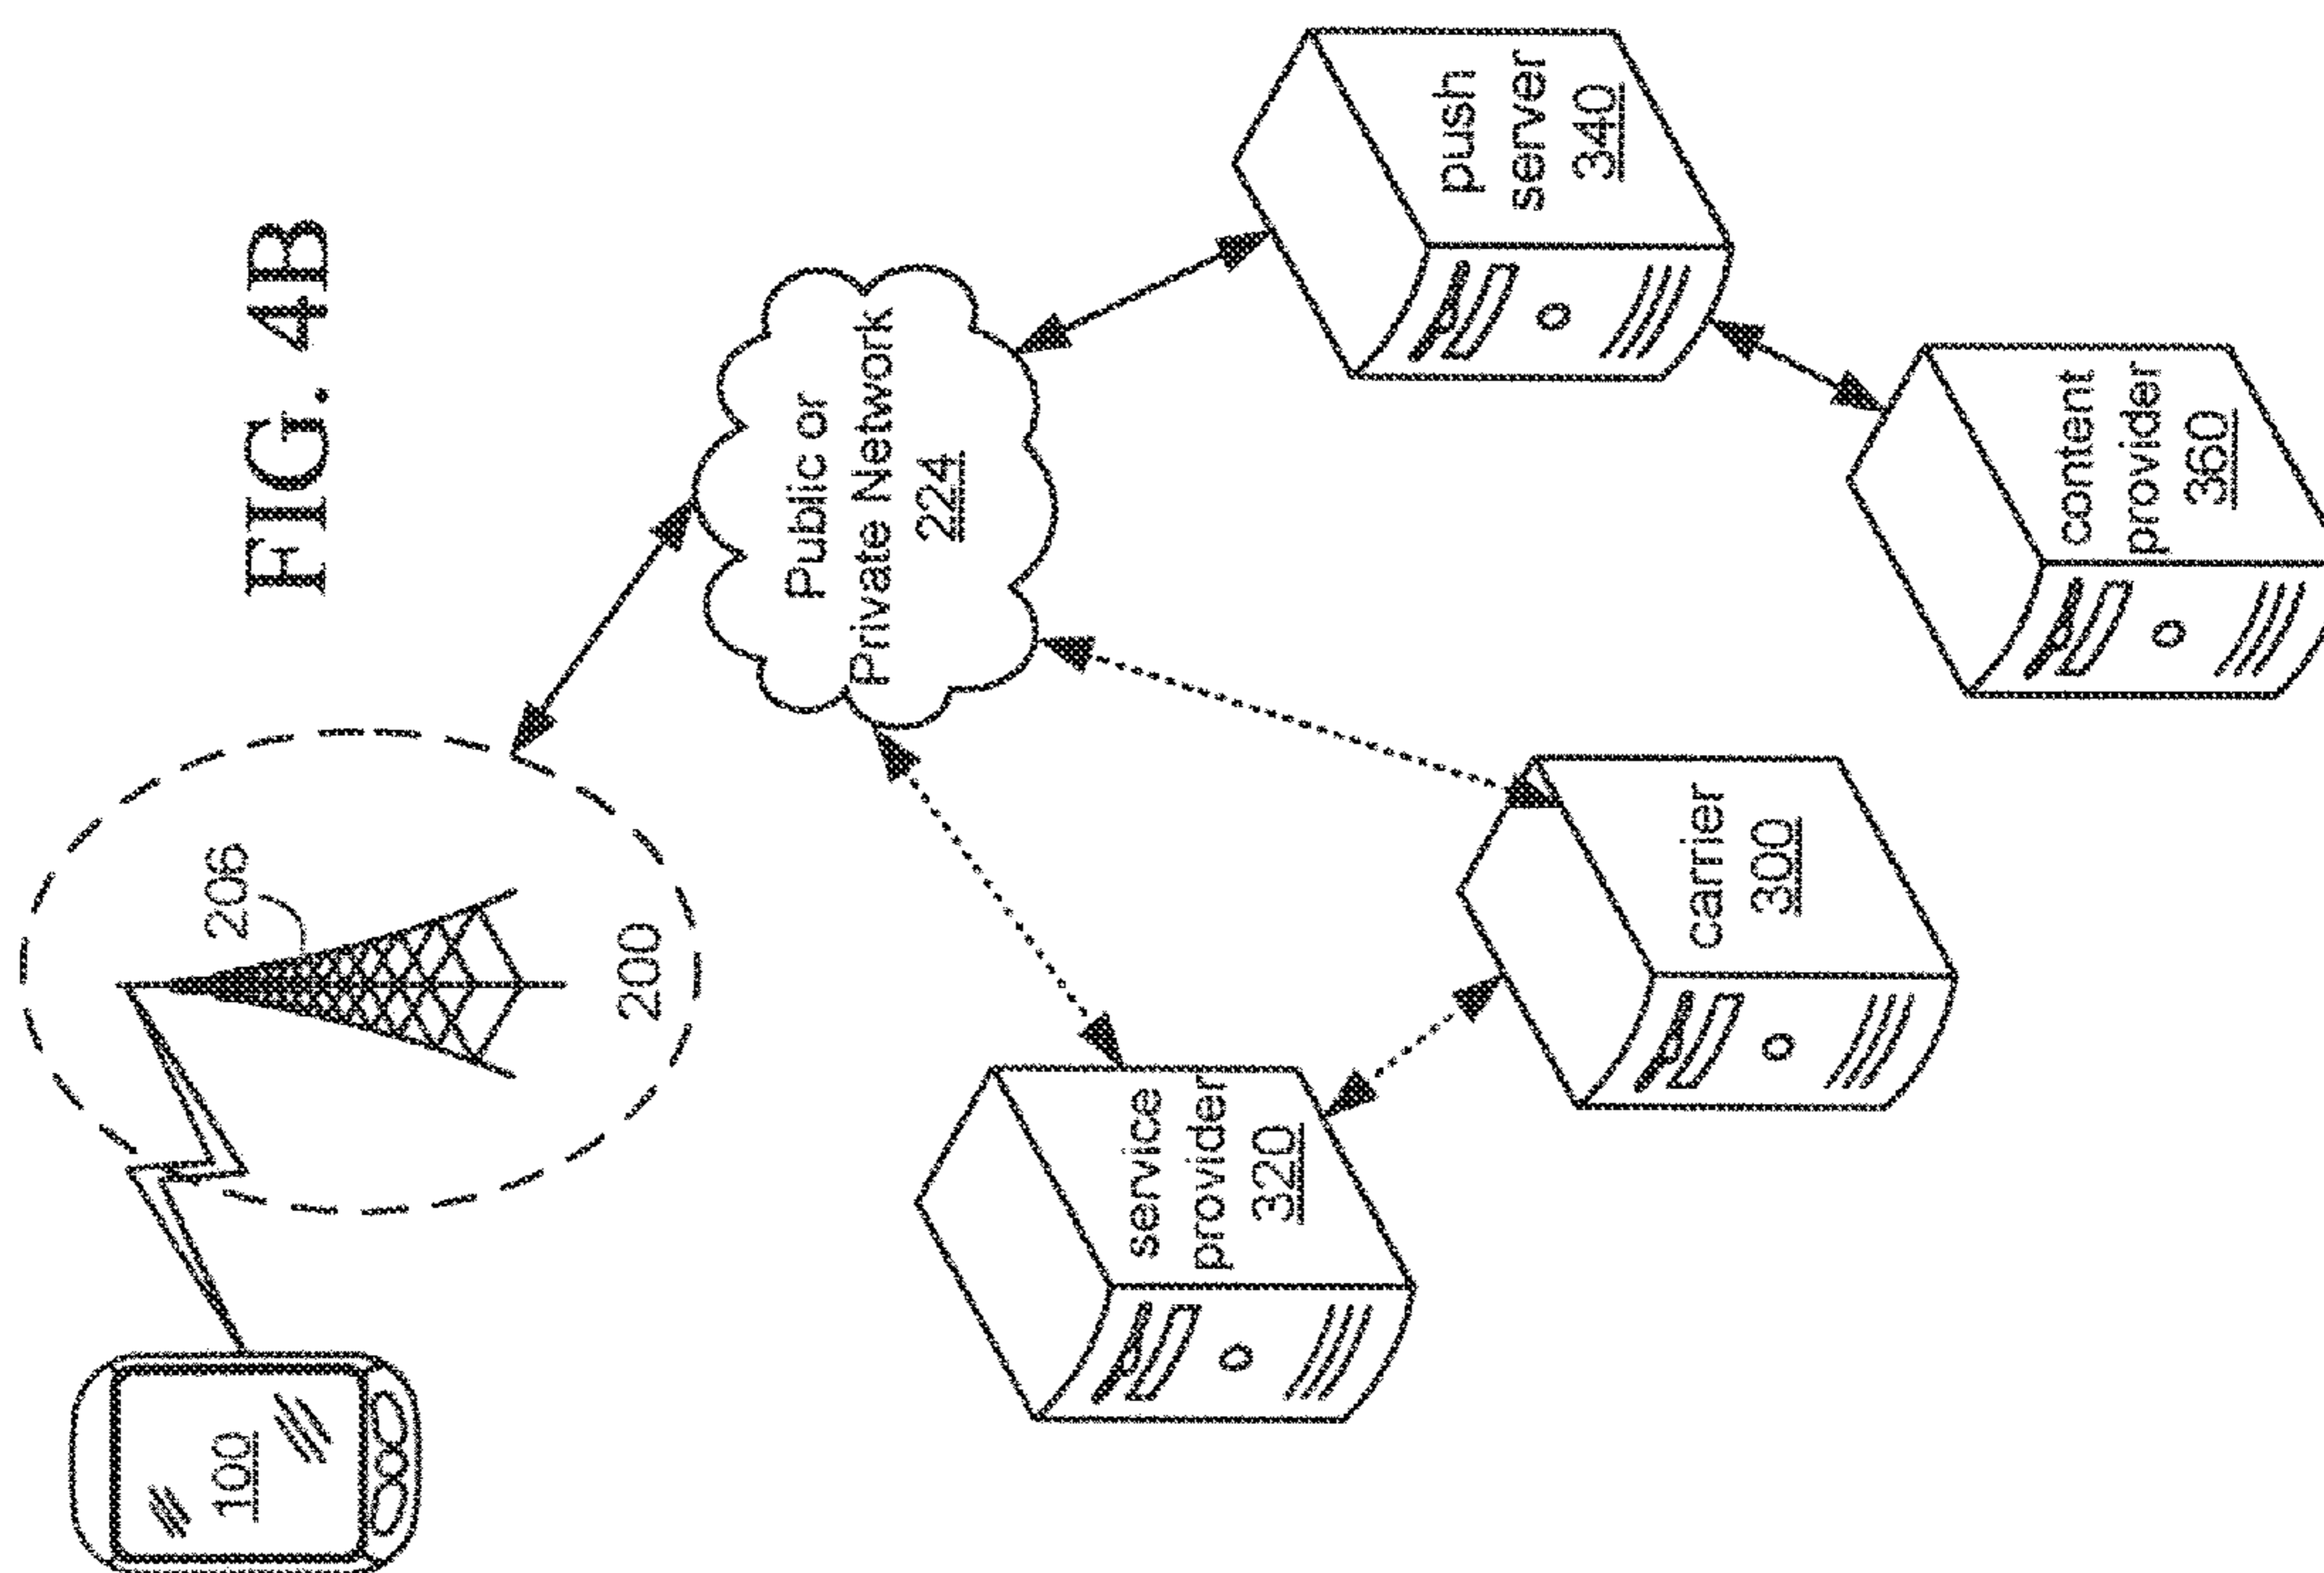 100
206
200
FIG. 4B
Public or
Private Network
224
service
provider
320
carrier
300
push
server
340
content
provider
360